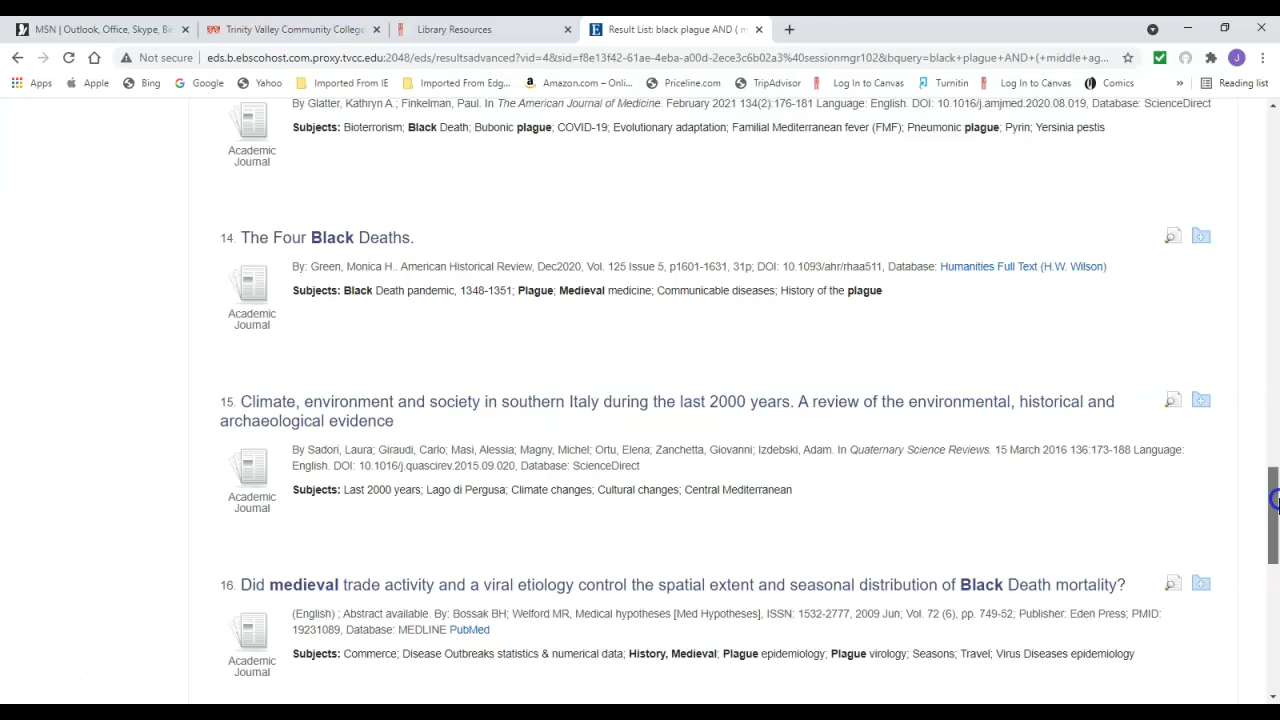 MSN | Outlook, Office, Skype, Bin
Trinity Valley Community College
Library Resources
Result List: black plague AND ( m
Not secure | eds.b.ebscohost.com.proxy.tvcc.edu:2048/eds/resultsadvanced?vid=4&sid=f8e13f42-61ae-4eba-a00d-2ece3c6b02a3%40sessionmgr102&bquery=black+plague+AND+(+middle+ag...
Apps Apple Bing Google Yahoo Imported From IE Imported From Edg... Amazon.com – Onli... Priceline.com TripAdvisor Log In to Canvas Turnitin Log In to Canvas Comics » Reading list
By Glatter, Kathryn A.; Finkelman, Paul. In The American Journal of Medicine. February 2021 134(2):176-181 Language: English. DOI: 10.1016/j.amjmed.2020.08.019, Database: ScienceDirect
Subjects: Bioterrorism; Black Death; Bubonic plague; COVID-19; Evolutionary adaptation; Familial Mediterranean fever (FMF); Pneumonic plague; Pyrin; Yersinia pestis
Academic
Journal
14. The Four Black Deaths.
By: Green, Monica H.. American Historical Review, Dec2020, Vol. 125 Issue 5, p1601-1631, 31p; DOI: 10.1093/ahr/rhaa511, Database: Humanities Full Text (H.W. Wilson)
Subjects: Black Death pandemic, 1348-1351; Plague; Medieval medicine; Communicable diseases; History of the plague
Academic
Journal
15. Climate, environment and society in southern Italy during the last 2000 years. A review of the environmental, historical and
archaeological evidence
By Sadori, Laura; Giraudi, Carlo; Masi, Alessia; Magny, Michel; Ortu, Elena; Zanchetta, Giovanni; Izdebski, Adam. In Quaternary Science Reviews. 15 March 2016 136:173-188 Language:
English. DOI: 10.1016/j.quascirev.2015.09.020, Database: ScienceDirect
Subjects: Last 2000 years; Lago di Pergusa; Climate changes; Cultural changes; Central Mediterranean
Academic
Journal
16. Did medieval trade activity and a viral etiology control the spatial extent and seasonal distribution of Black Death mortality?
(English) ; Abstract available. By: Bossak BH; Welford MR, Medical hypotheses [Med Hypotheses], ISSN: 1532-2777, 2009 Jun; Vol. 72 (6), pp. 749-52; Publisher: Eden Press; PMID:
19231089, Database: MEDLINE PubMed
Subjects: Commerce; Disease Outbreaks statistics & numerical data; History, Medieval; Plague epidemiology; Plague virology; Seasons; Travel; Virus Diseases epidemiology
Academic
Journal